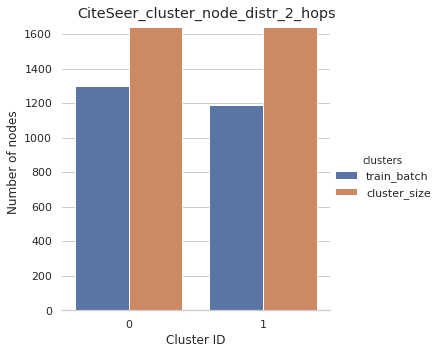 CiteSeer_cluster_node_distr_2_hops
1600
1400
1200
1000
800
600
400
200
0
Number of nodes
0 1
Cluster ID
clusters
train_batch
cluster_size